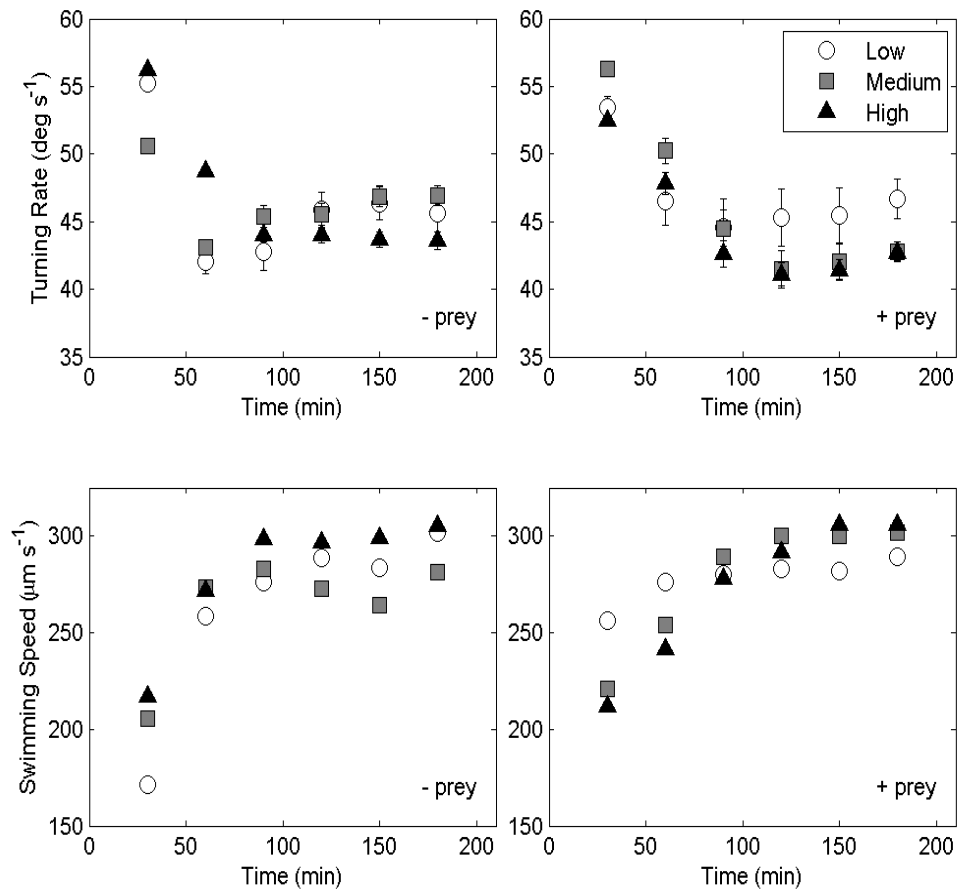 Turning Rate (deg s⁻¹)
60
55
50
45
40
35
- prey
0 50 100 150 200
Time (min)
60
55
50
45
40
35
Low
Medium
High
+ prey
0 50 100 150 200
Time (min)
Swimming Speed (µm s⁻¹)
300
250
200
150
- prey
0 50 100 150 200
Time (min)
300
250
200
150
+ prey
0 50 100 150 200
Time (min)